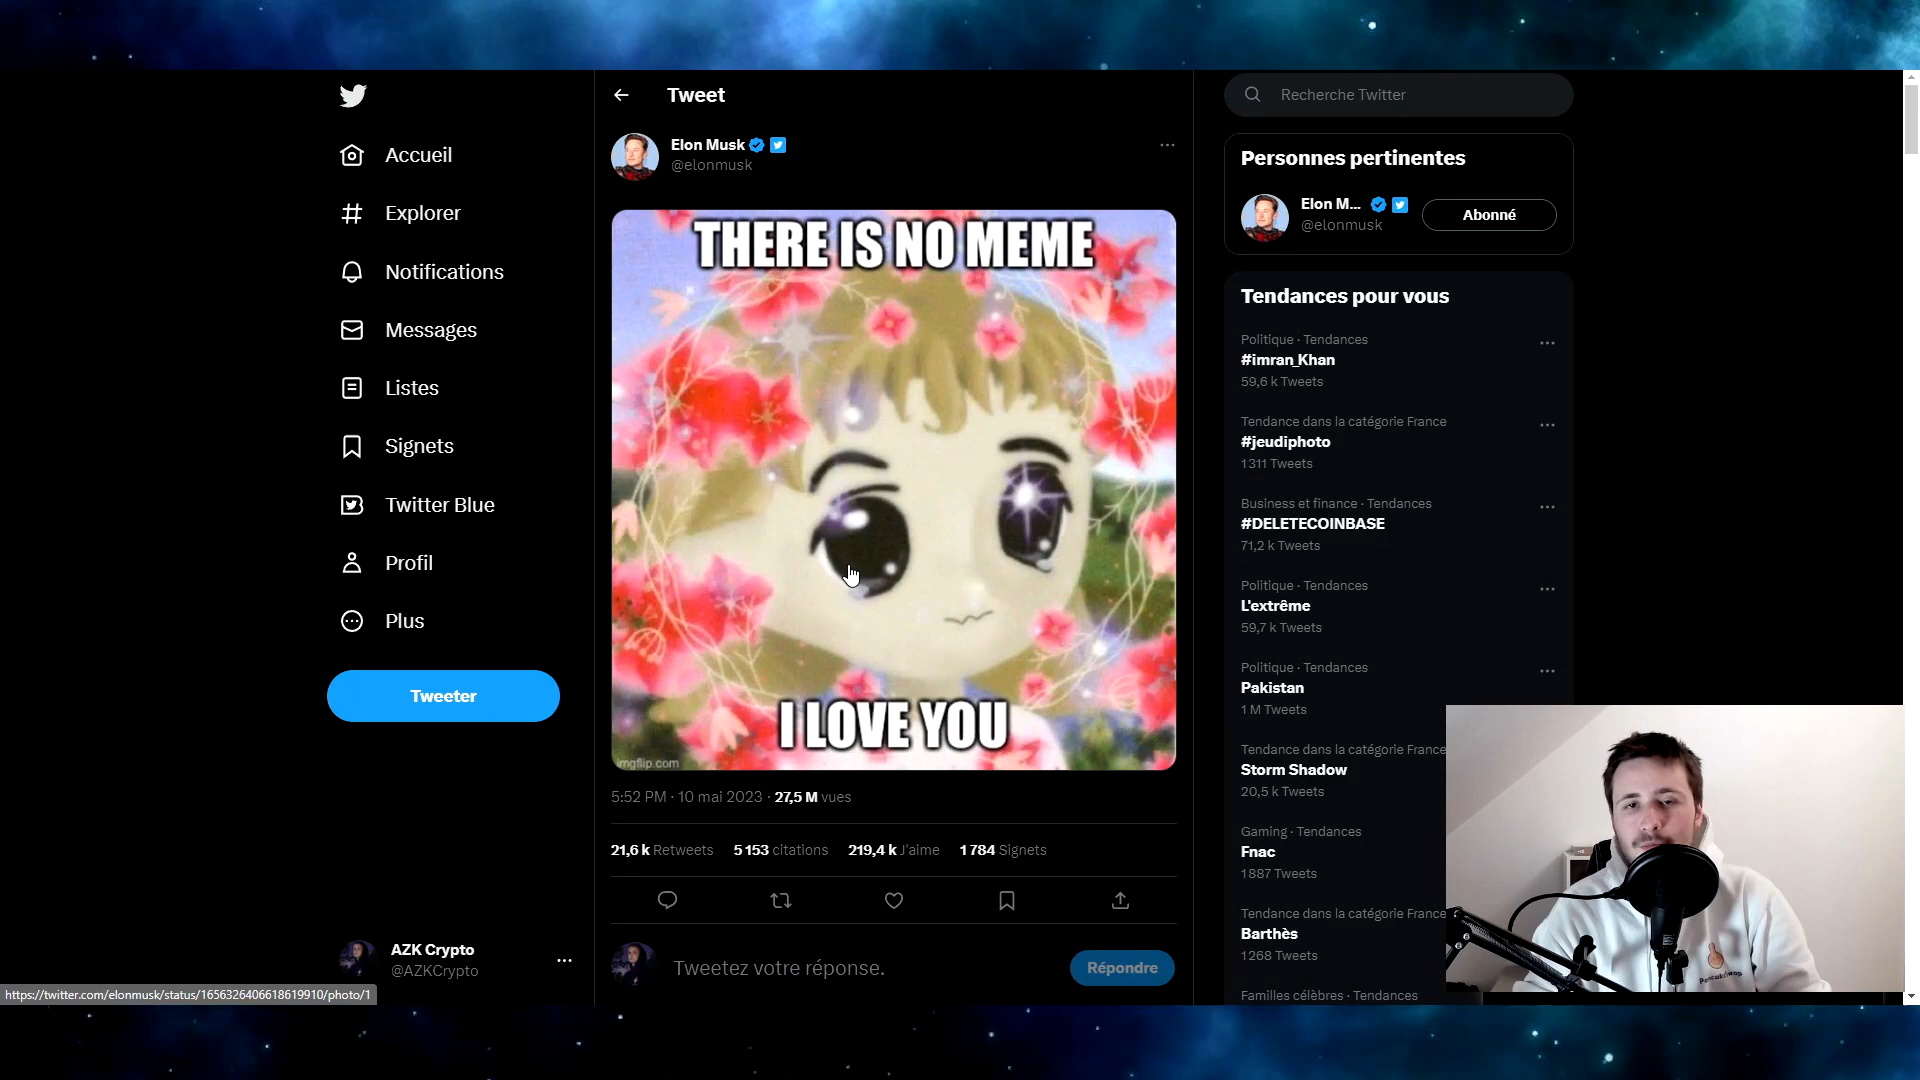 Accueil
Explorer
Notifications
Messages
Listes
Signets
Twitter Blue
Profil
Plus
Tweeter
AZK Crypto
@AZKCrypto
https://twitter.com/elonmusk/status/1656326406618619910/photo/1
Tweet
Elon Musk
@elonmusk
THERE IS NO MEME
I LOVE YOU
imgflip.com
5:52 PM · 10 mai 2023 · 27,5 M vues
21,6 k Retweets 5 153 citations 219,4 k J'aime 1 784 Signets
Tweetez votre réponse.
Répondre
Recherche Twitter
Personnes pertinentes
Elon M...
@elonmusk
Abonné
Tendances pour vous
Politique · Tendances
#imran_Khan
59,6 k Tweets
Tendance dans la catégorie France
#jeudiphoto
1 311 Tweets
Business et finance · Tendances
#DELETECOINBASE
71,2 k Tweets
Politique · Tendances
L'extrême
59,7 k Tweets
Politique · Tendances
Pakistan
1 M Tweets
Tendance dans la catégorie France
Storm Shadow
20,5 k Tweets
Gaming · Tendances
Fnac
1 887 Tweets
Tendance dans la catégorie France
Barthès
1 268 Tweets
Familles célèbres · Tendances